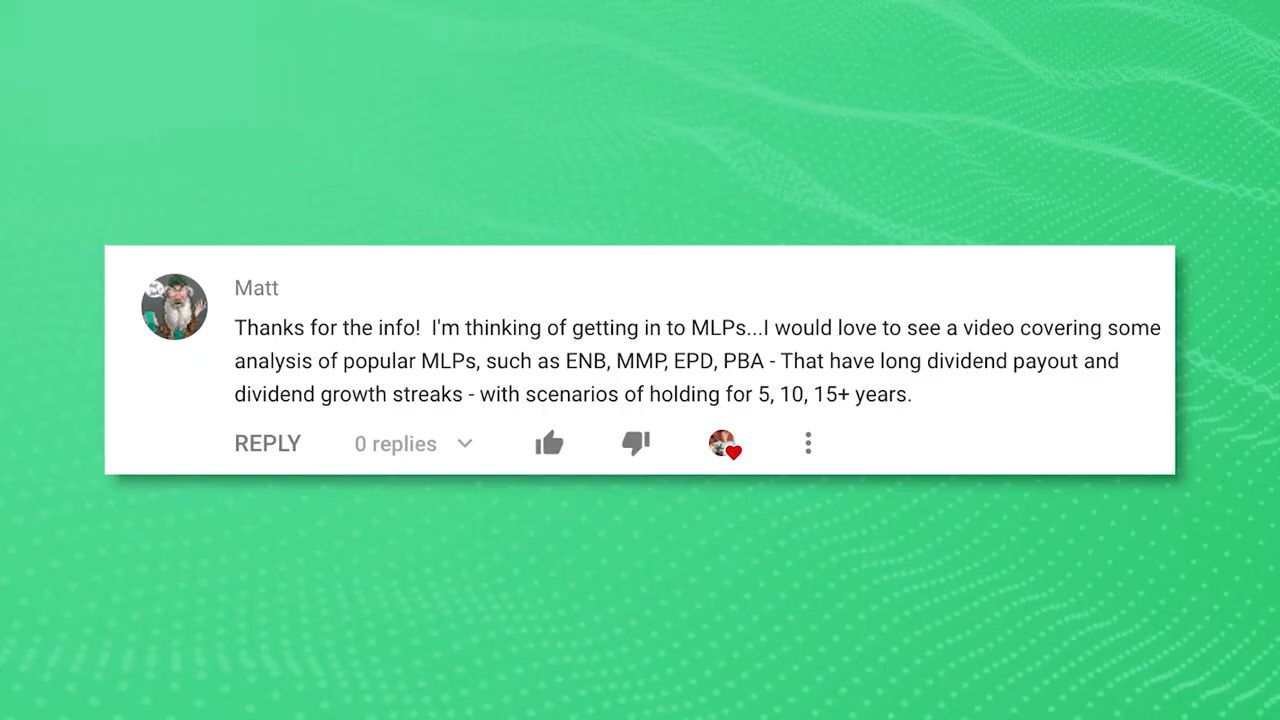 Matt
Thanks for the info!  I'm thinking of getting in to MLPs...I would love to see a video covering some
analysis of popular MLPs, such as ENB, MMP, EPD, PBA - That have long dividend payout and
dividend growth streaks - with scenarios of holding for 5, 10, 15+ years.
REPLY 0 replies